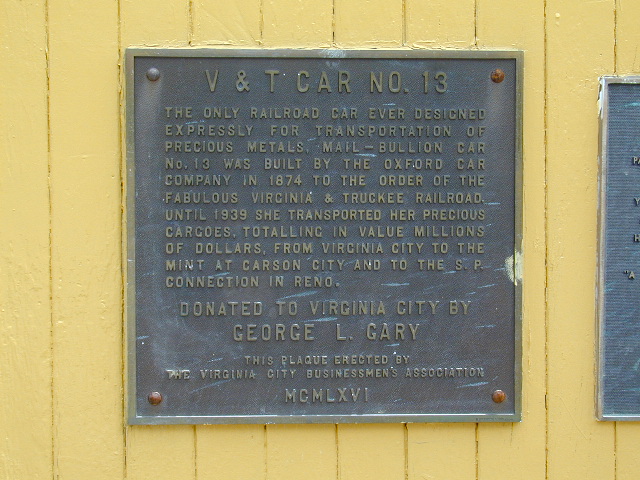 V & T CAR NO. 13
THE ONLY RAILROAD CAR EVER DESIGNED
EXPRESSLY FOR TRANSPORTATION OF
PRECIOUS METALS. MAIL-BULLION CAR
No. 13 WAS BUILT BY THE OXFORD CAR
COMPANY IN 1874 TO THE ORDER OF THE
FABULOUS VIRGINIA & TRUCKEE RAILROAD.
UNTIL 1939 SHE TRANSPORTED HER PRECIOUS
CARGOES, TOTALLING IN VALUE MILLIONS
OF DOLLARS, FROM VIRGINIA CITY TO THE
MINT AT CARSON CITY AND TO THE S. P.
CONNECTION IN RENO.
DONATED TO VIRGINIA CITY BY
GEORGE L. GARY
THIS PLAQUE ERECTED BY
THE VIRGINIA CITY BUSINESSMEN'S ASSOCIATION
MCMLXVI